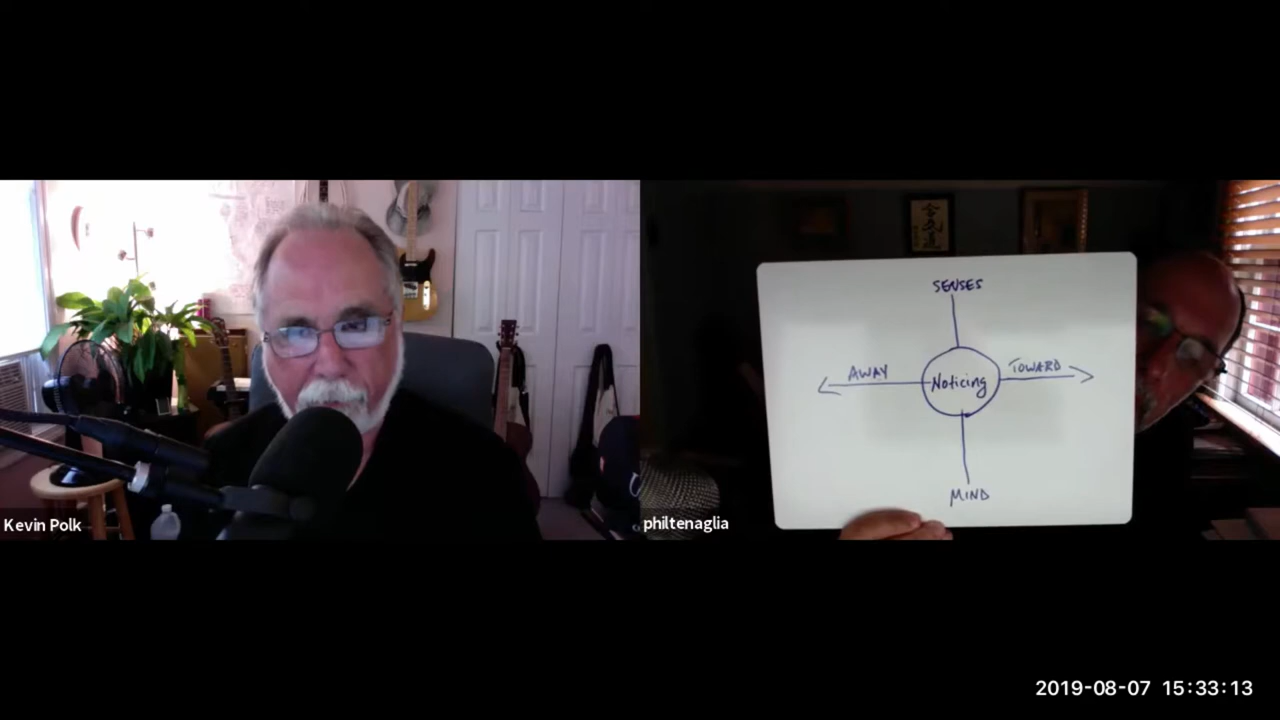 SENSES
AWAY
Noticing
TOWARD
MIND
Kevin Polk
philtenaglia
2019-08-07 15:33:13